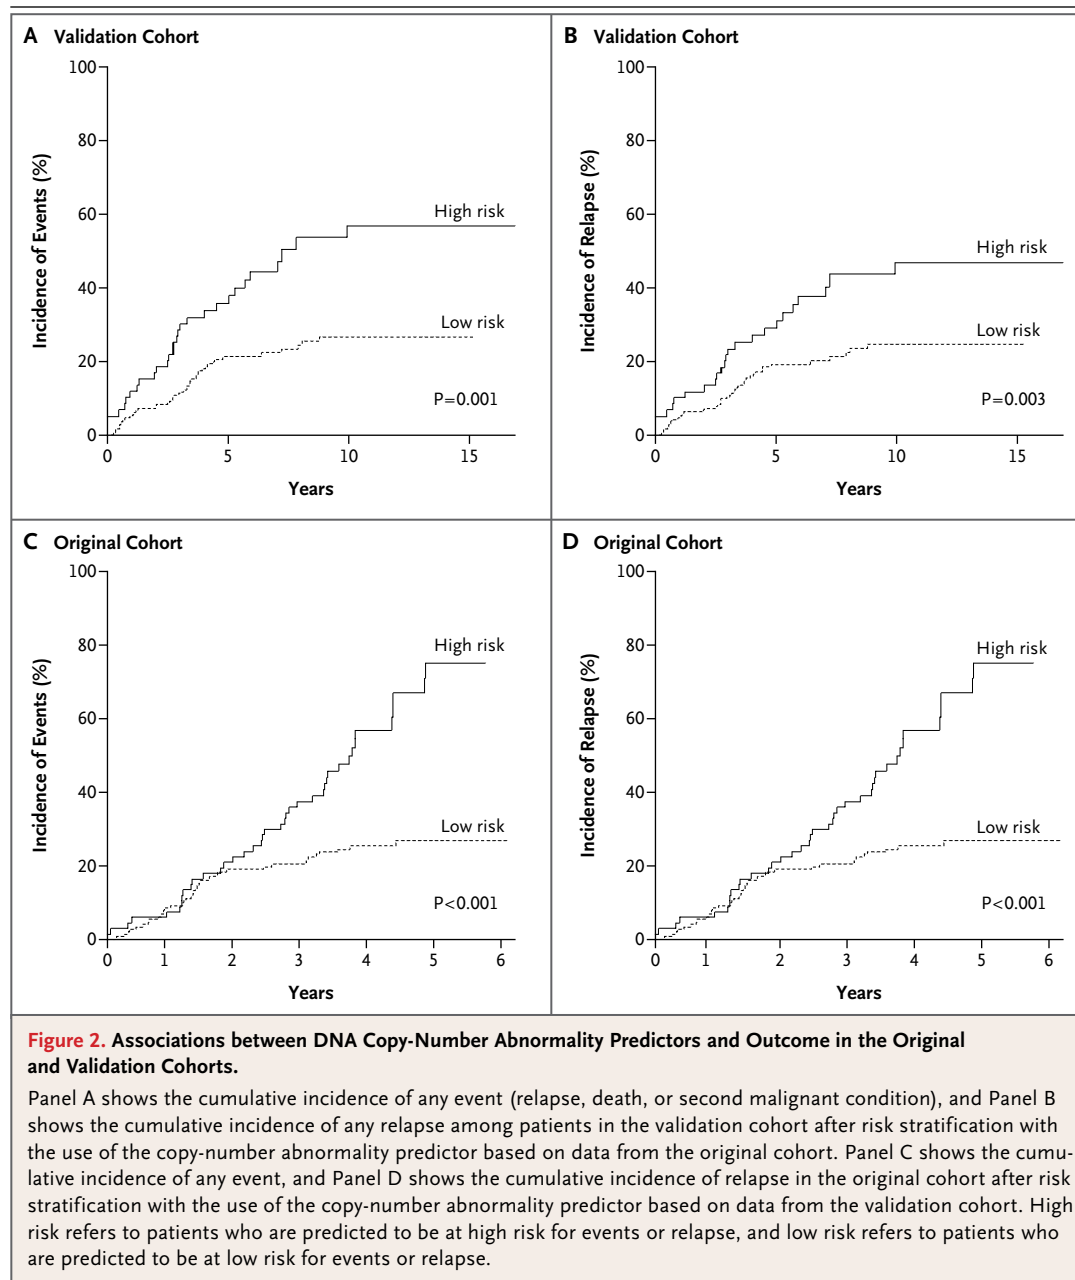 A Validation Cohort
100
80
60
40
20
0
Incidence of Events (%)
High risk
Low risk
P=0.001
0 5 10 15
Years
B Validation Cohort
100
80
60
40
20
0
Incidence of Relapse (%)
High risk
Low risk
P=0.003
0 5 10 15
Years
C Original Cohort
100
80
60
40
20
0
Incidence of Events (%)
High risk
Low risk
P<0.001
0 1 2 3 4 5 6
Years
D Original Cohort
100
80
60
40
20
0
Incidence of Relapse (%)
High risk
Low risk
P<0.001
0 1 2 3 4 5 6
Years
Figure 2. Associations between DNA Copy-Number Abnormality Predictors and Outcome in the Original
and Validation Cohorts.
Panel A shows the cumulative incidence of any event (relapse, death, or second malignant condition), and Panel B
shows the cumulative incidence of any relapse among patients in the validation cohort after risk stratification with
the use of the copy-number abnormality predictor based on data from the original cohort. Panel C shows the cumu-
lative incidence of any event, and Panel D shows the cumulative incidence of relapse in the original cohort after risk
stratification with the use of the copy-number abnormality predictor based on data from the validation cohort. High
risk refers to patients who are predicted to be at high risk for events or relapse, and low risk refers to patients who
are predicted to be at low risk for events or relapse.